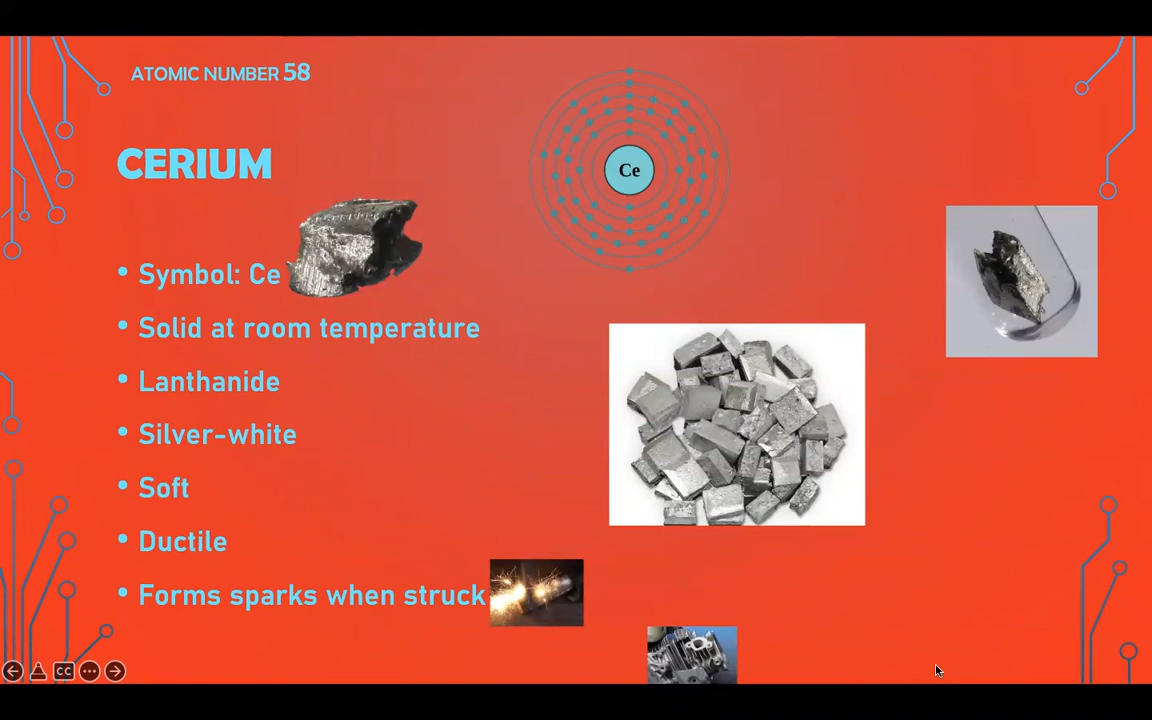 ATOMIC NUMBER 58
Ce
CERIUM
• Symbol: Ce
• Solid at room temperature
• Lanthanide
• Silver-white
• Soft
• Ductile
• Forms sparks when struck
CC